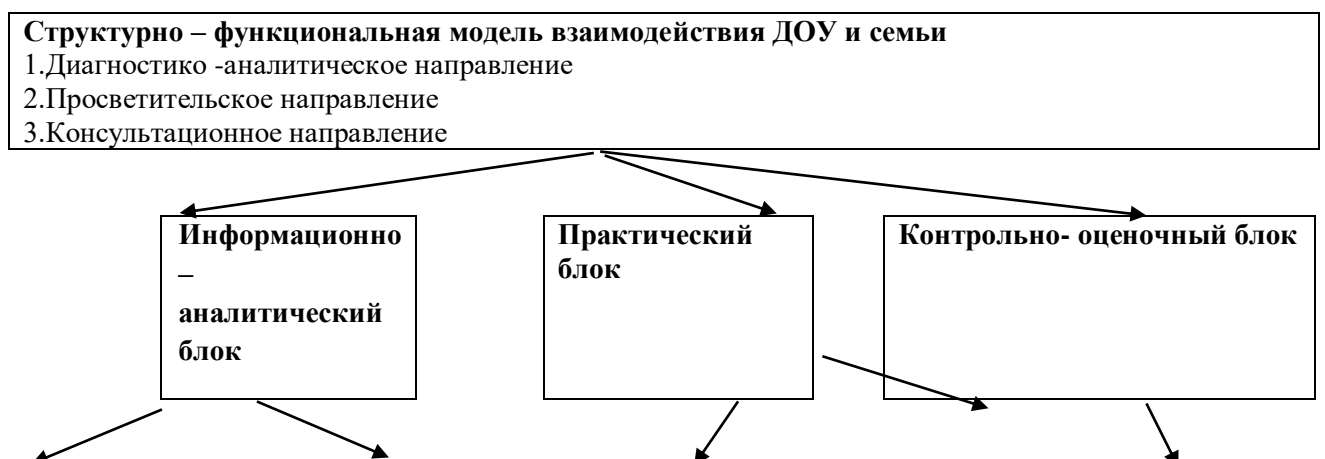 Структурно – функциональная модель взаимодействия ДОУ и семьи
1.Диагностико -аналитическое направление
2.Просветительское направление
3.Консультационное направление
Информационно
–
аналитический
блок
Практический
блок
Контрольно- оценочный блок